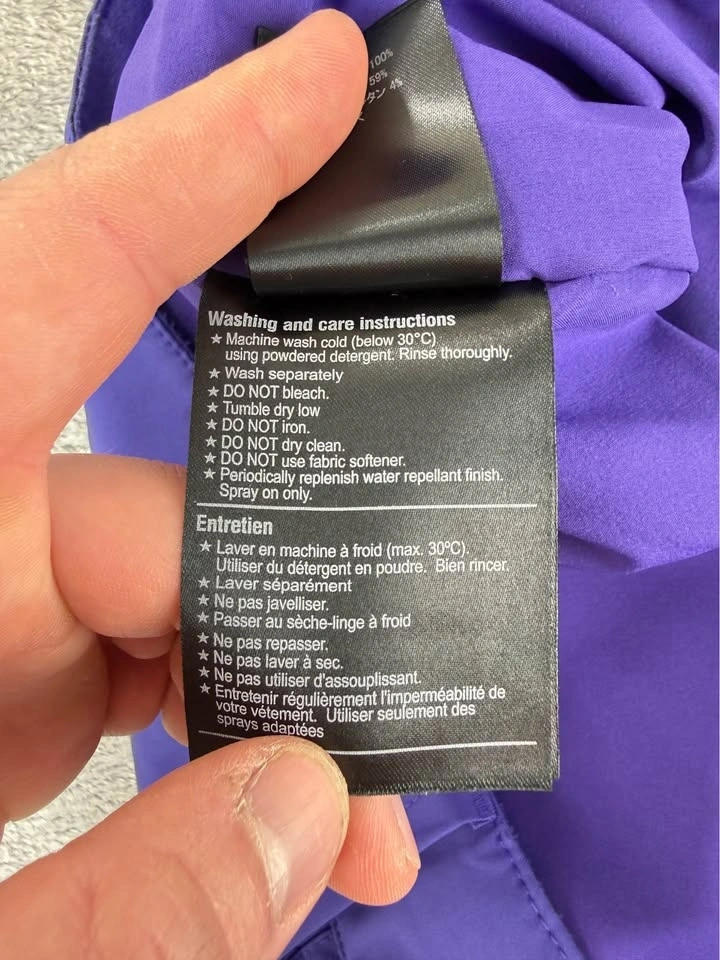 100%
59%
タン 4%
Washing and care instructions
★ Machine wash cold (below 30°C)
using powdered detergent. Rinse thoroughly.
★ Wash separately
★ DO NOT bleach.
★ Tumble dry low
★ DO NOT iron.
★ DO NOT dry clean.
★ DO NOT use fabric softener.
★ Periodically replenish water repellant finish.
Spray on only.
Entretien
★ Laver en machine à froid (max. 30ºC).
Utiliser du détergent en poudre. Bien rincer.
★ Laver séparément
★ Ne pas javelliser.
★ Passer au sèche-linge à froid
★ Ne pas repasser.
★ Ne pas laver à sec.
★ Ne pas utiliser d'assouplissant.
★ Entretenir régulièrement l'imperméabilité de
votre vétement. Utiliser seulement des
sprays adaptées